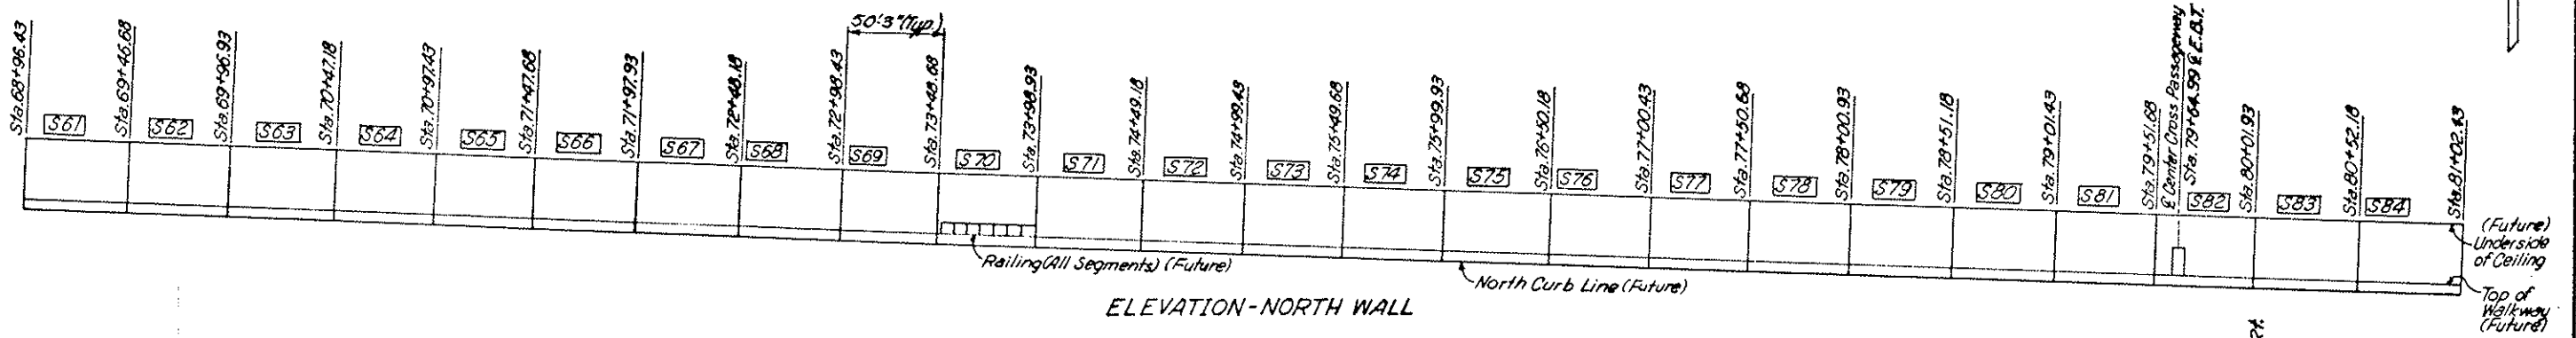 50'-3"(Typ.)
Sta.68+96.43
Sta.69+46.68
Sta.69+96.93
Sta.70+47.18
Sta.70+97.43
Sta.71+47.68
Sta.71+97.93
Sta.72+48.18
Sta.72+98.43
Sta.73+48.68
Sta.73+98.93
Sta.74+49.18
Sta.74+99.43
Sta.75+49.68
Sta.75+99.93
Sta.76+50.18
Sta.77+00.43
Sta.77+50.68
Sta.78+00.93
Sta.78+51.18
Sta.79+01.43
Sta.79+51.68
℄ Center Cross Passageway
Sta.79+64.99 ℄ E.B.T.
Sta.80+01.93
Sta.80+52.18
Sta.81+02.43
S61
S62
S63
S64
S65
S66
S67
S68
S69
S70
S71
S72
S73
S74
S75
S76
S77
S78
S79
S80
S81
S82
S83
S84
Railing(All Segments)(Future)
North Curb Line(Future)
(Future)
Underside
of Ceiling
Top of
Walkway
(Future)
ELEVATION-NORTH WALL